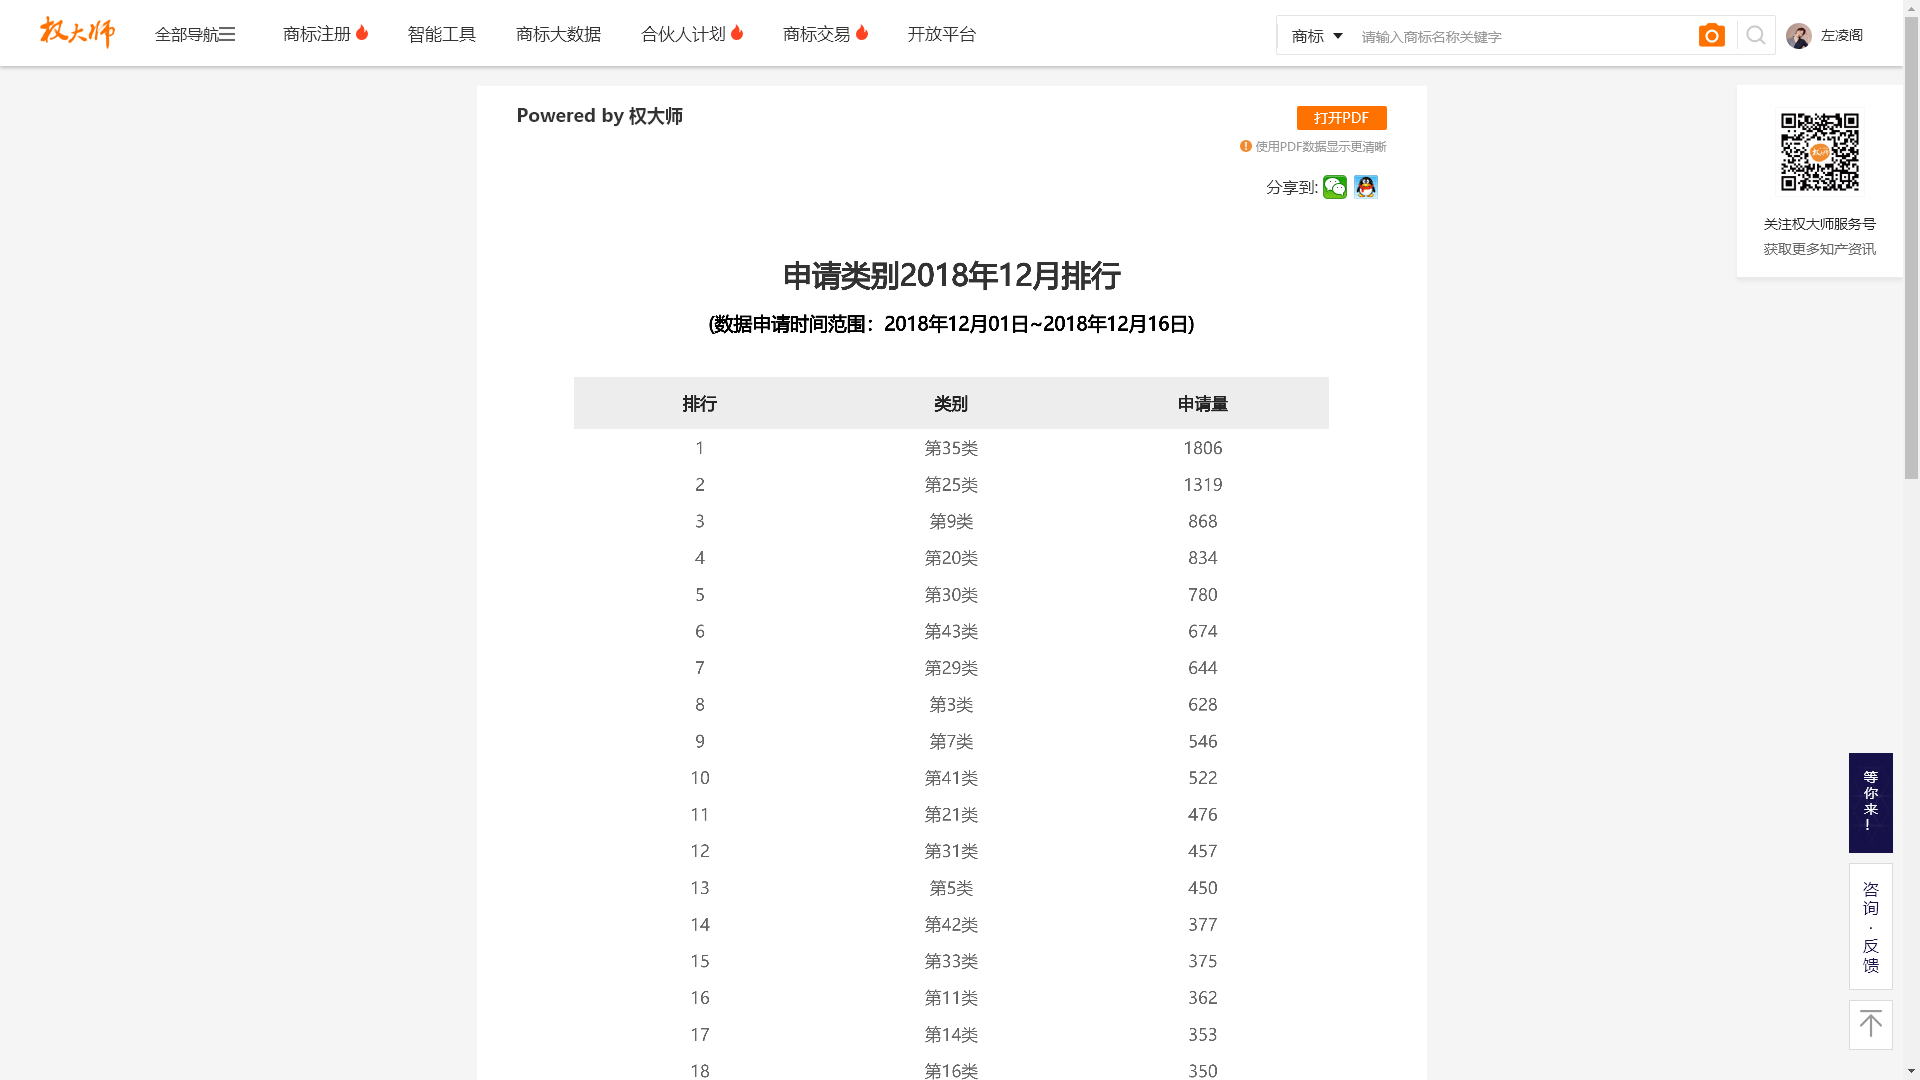 权大师 全部导航 商标注册 智能工具 商标大数据 合伙人计划 商标交易 开放平台 商标 请输入商标名称关键字 左凌阁
Powered by 权大师
打开PDF
使用PDF数据显示更清晰
分享到:
关注权大师服务号
获取更多知产资讯
申请类别2018年12月排行
(数据申请时间范围：2018年12月01日~2018年12月16日)
排行 类别 申请量
1 第35类 1806
2 第25类 1319
3 第9类 868
4 第20类 834
5 第30类 780
6 第43类 674
7 第29类 644
8 第3类 628
9 第7类 546
10 第41类 522
11 第21类 476
12 第31类 457
13 第5类 450
14 第42类 377
15 第33类 375
16 第11类 362
17 第14类 353
18 第16类 350
等你来!
咨询·反馈